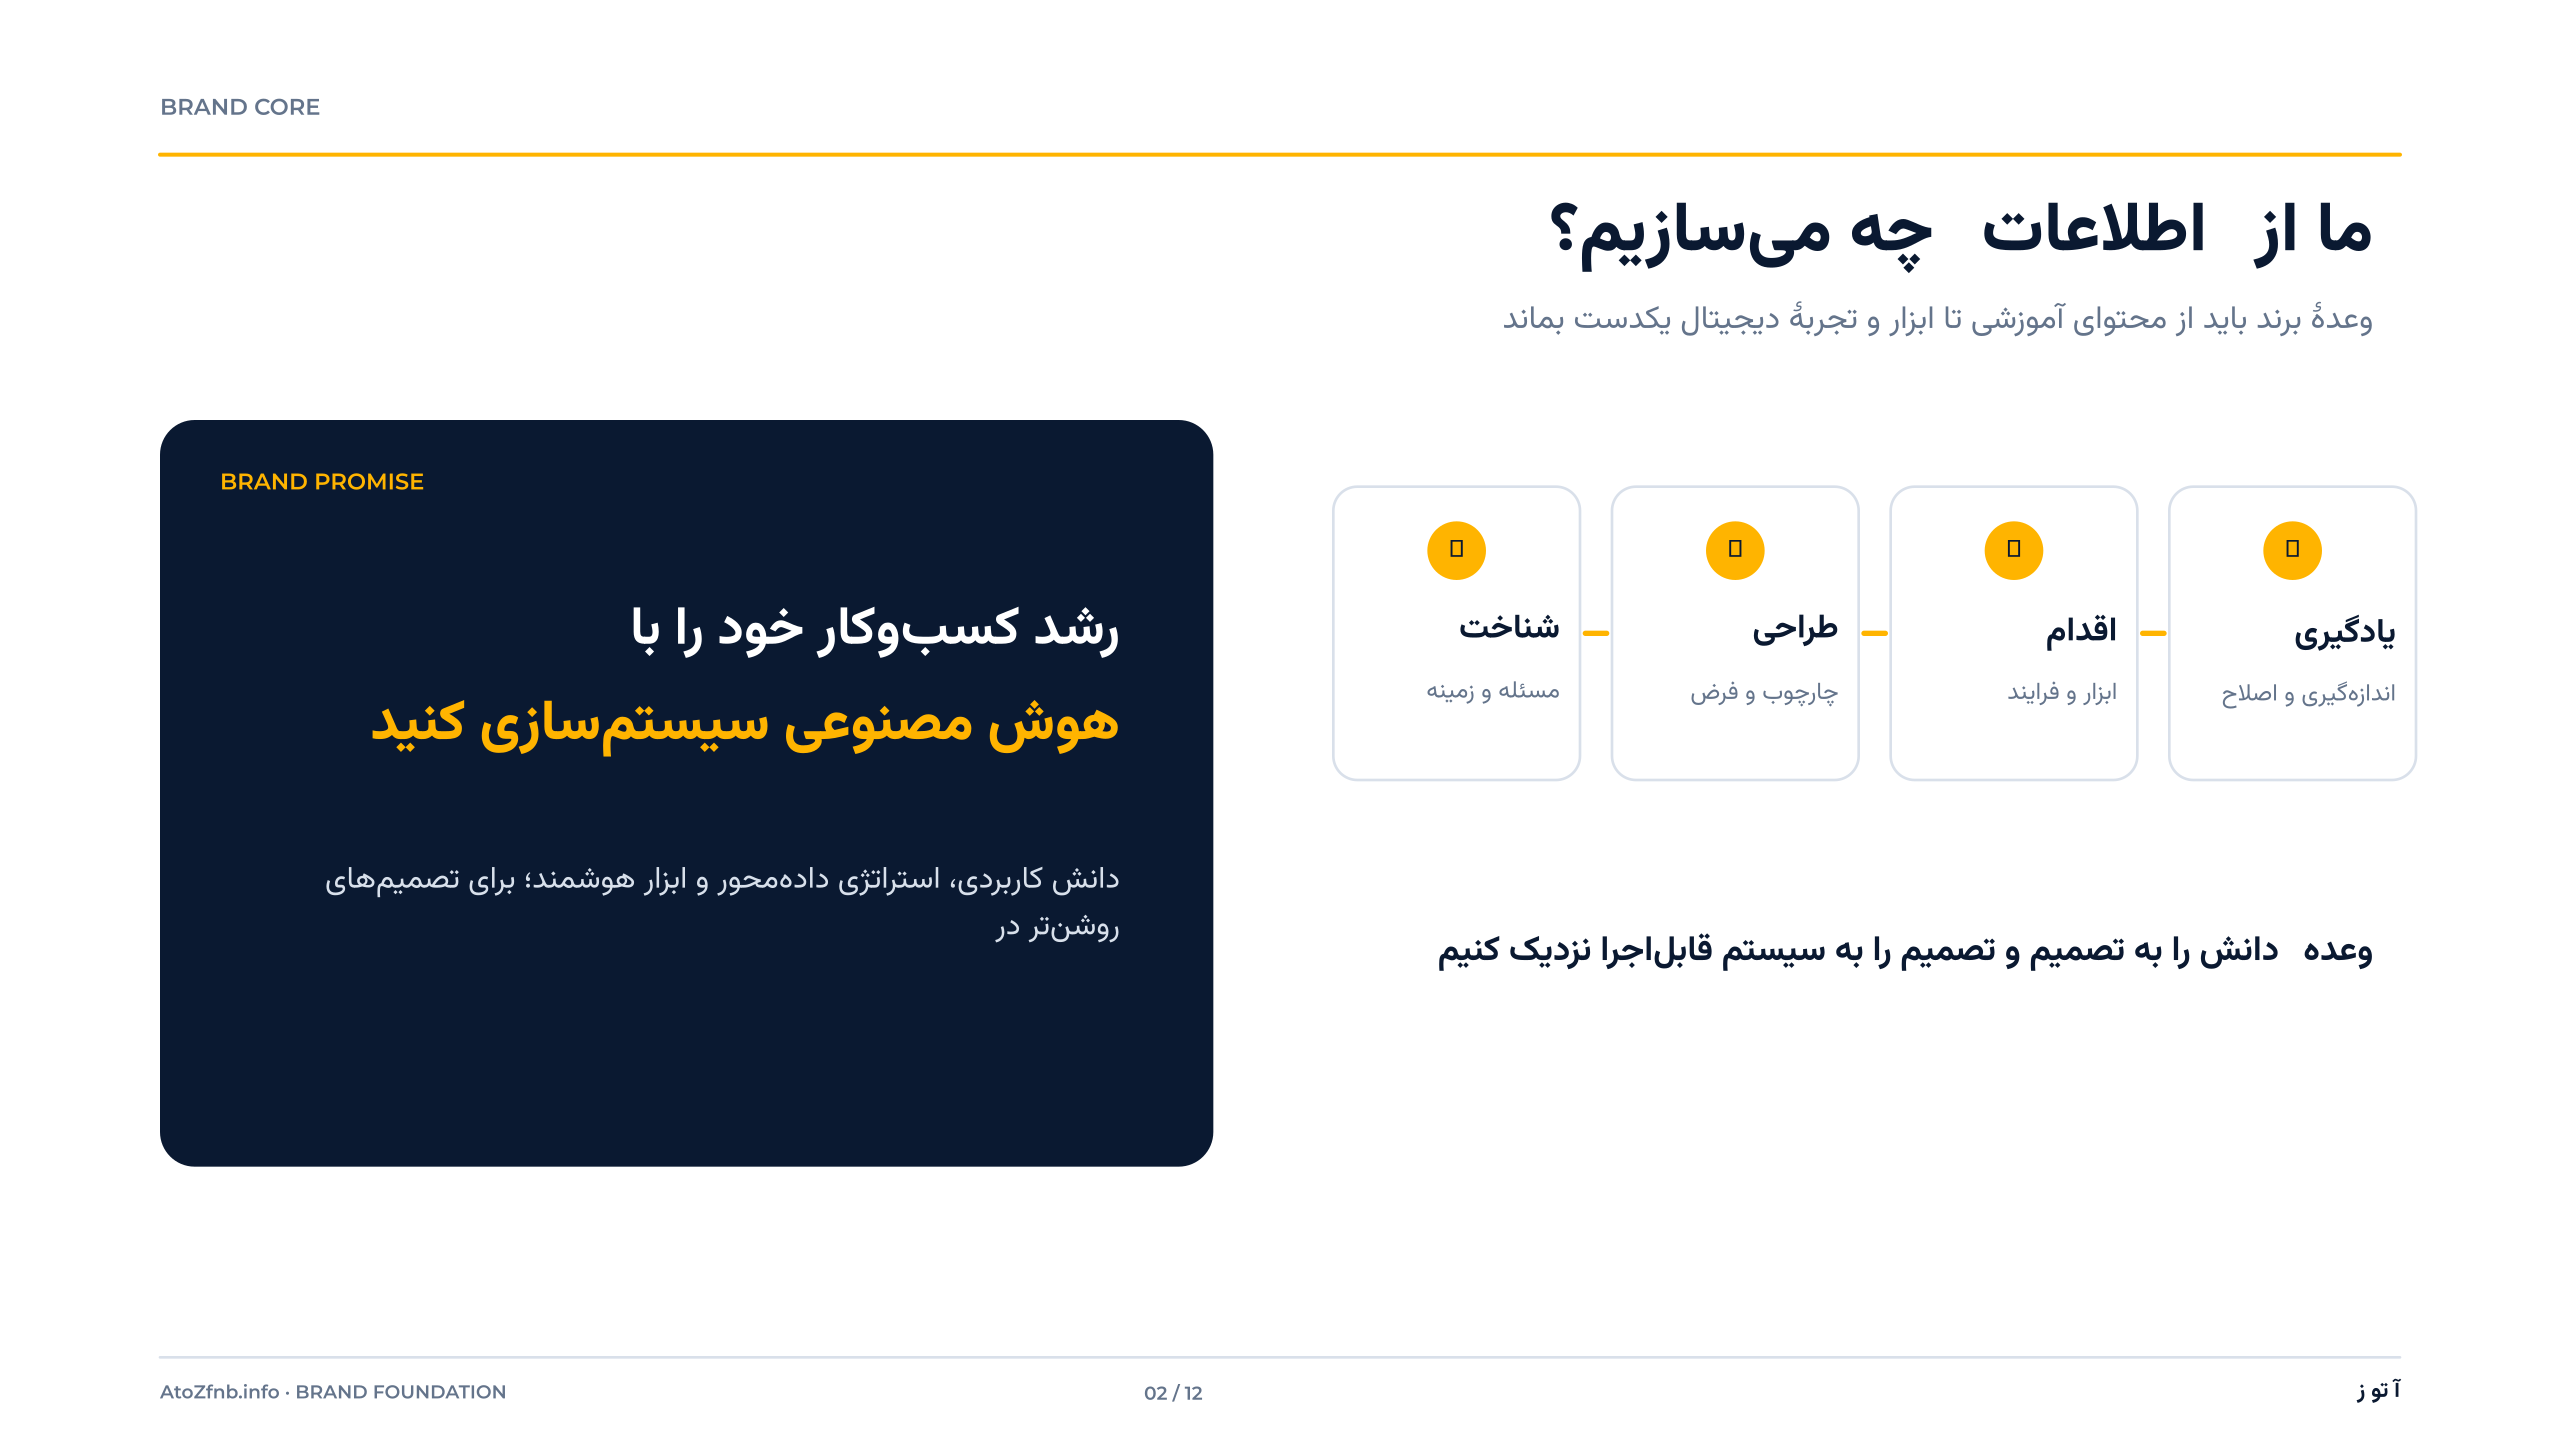 BRAND CORE
ما از اطلاعات چه می‌سازیم؟
وعدهٔ برند باید از محتوای آموزشی تا ابزار و تجربهٔ دیجیتال یکدست بماند
BRAND PROMISE
رشد کسب‌وکار خود را با
هوش مصنوعی سیستم‌سازی کنید
دانش کاربردی، استراتژی داده‌محور و ابزار هوشمند؛ برای تصمیم‌های
روشن‌تر در
یادگیری
اندازه‌گیری و اصلاح
اقدام
ابزار و فرایند
طراحی
چارچوب و فرض
شناخت
مسئله و زمینه
وعده دانش را به تصمیم و تصمیم را به سیستم قابل‌اجرا نزدیک کنیم
AtoZfnb.info · BRAND FOUNDATION
02 / 12
آ تو ز